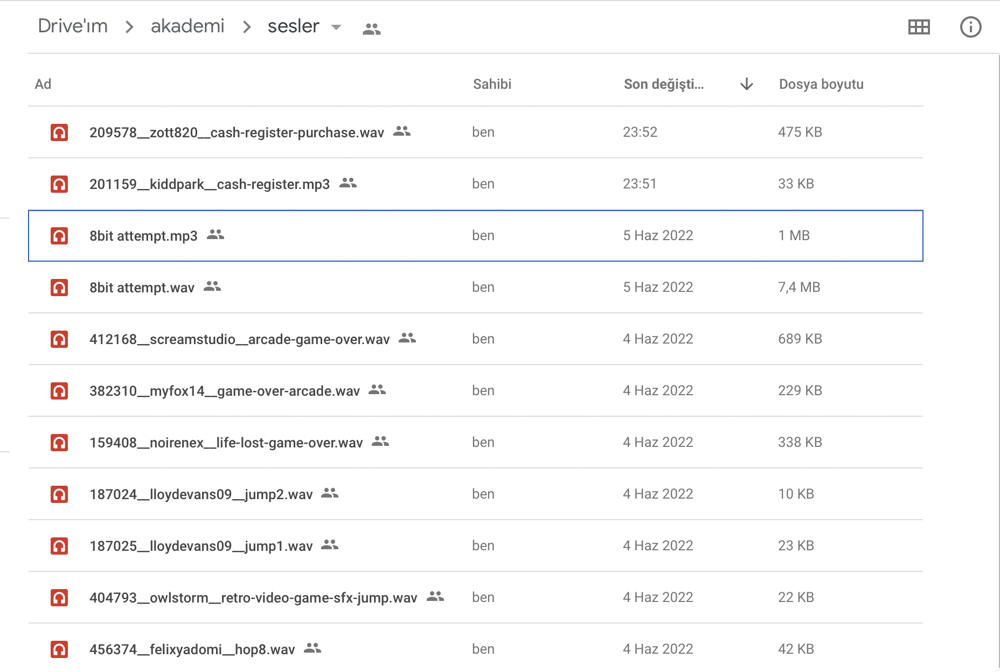 Drive'ım > akademi > sesler
Ad Sahibi Son değişti... Dosya boyutu
209578__zott820__cash-register-purchase.wav ben 23:52 475 KB
201159__kiddpark__cash-register.mp3 ben 23:51 33 KB
8bit attempt.mp3 ben 5 Haz 2022 1 MB
8bit attempt.wav ben 5 Haz 2022 7,4 MB
412168__screamstudio__arcade-game-over.wav ben 4 Haz 2022 689 KB
382310__myfox14__game-over-arcade.wav ben 4 Haz 2022 229 KB
159408__noirenex__life-lost-game-over.wav ben 4 Haz 2022 338 KB
187024__lloydevans09__jump2.wav ben 4 Haz 2022 10 KB
187025__lloydevans09__jump1.wav ben 4 Haz 2022 23 KB
404793__owlstorm__retro-video-game-sfx-jump.wav ben 4 Haz 2022 22 KB
456374__felixyadomi__hop8.wav ben 4 Haz 2022 42 KB